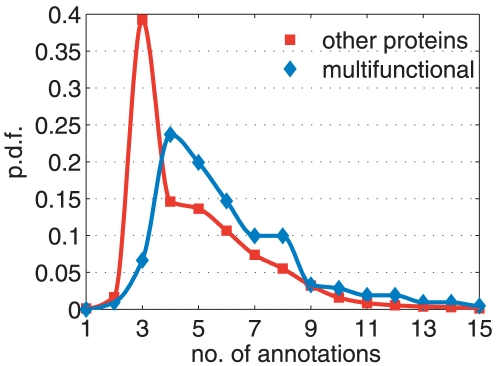 0.4
0.35
0.3
0.25
0.2
0.15
0.1
0.05
0
p.d.f.
other proteins
multifunctional
1 3 5 7 9 11 13 15
no. of annotations